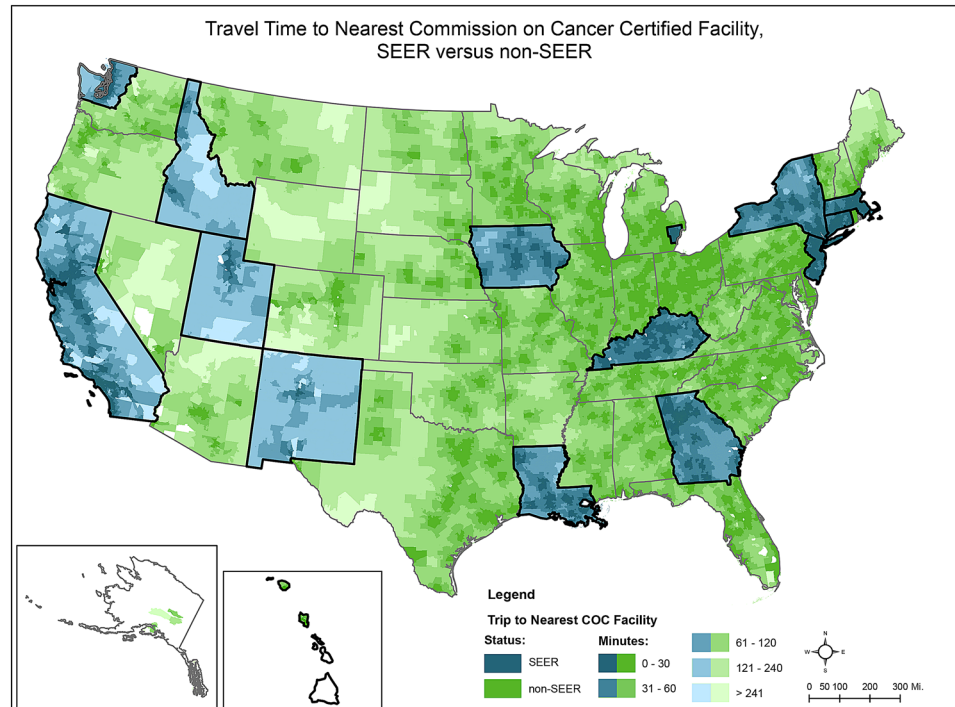 Travel Time to Nearest Commission on Cancer Certified Facility,
SEER versus non-SEER
Legend
Trip to Nearest COC Facility
Status:
SEER
non-SEER
Minutes:
0 - 30
31 - 60
61 - 120
121 - 240
> 241
N
W E
S
0 50 100 200 300 Mi.